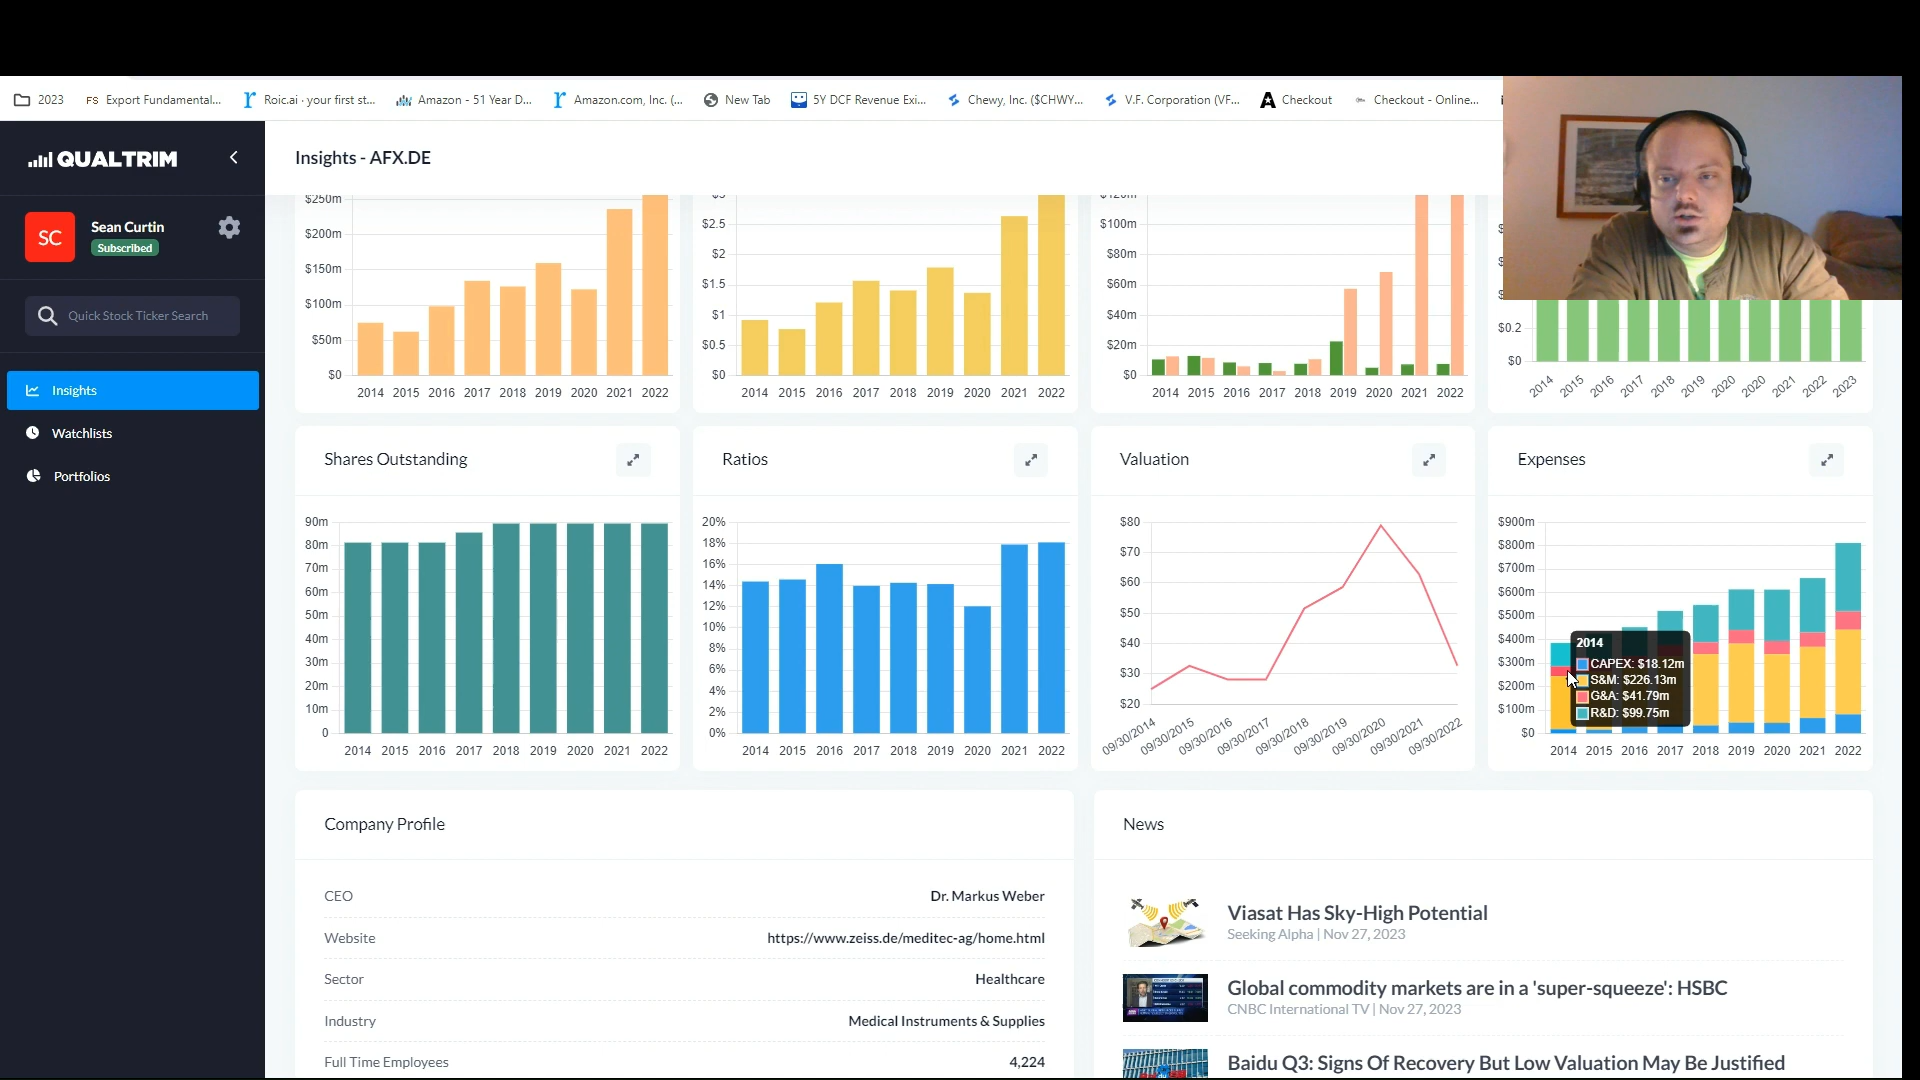 2023
FS Export Fundamental...
Roic.ai · your first st...
Amazon - 51 Year D...
Amazon.com, Inc. (...
New Tab
5Y DCF Revenue Exi...
Chewy, Inc. ($CHWY...
V.F. Corporation (VF...
Checkout
Checkout - Online...
QUALTRIM
Insights - AFX.DE
SC
Sean Curtin
Subscribed
Quick Stock Ticker Search
Insights
Watchlists
Portfolios
$250m
$200m
$150m
$100m
$50m
$0
2014 2015 2016 2017 2018 2019 2020 2021 2022
$2.5
$2
$1.5
$1
$0.5
$0
2014 2015 2016 2017 2018 2019 2020 2021 2022
$120m
$100m
$80m
$60m
$40m
$20m
$0
2014 2015 2016 2017 2018 2019 2020 2021 2022
$0.2
$0
2014 2015 2016 2017 2018 2019 2020 2020 2021 2022 2023
Shares Outstanding
90m
80m
70m
60m
50m
40m
30m
20m
10m
0
2014 2015 2016 2017 2018 2019 2020 2021 2022
Ratios
20%
18%
16%
14%
12%
10%
8%
6%
4%
2%
0%
2014 2015 2016 2017 2018 2019 2020 2021 2022
Valuation
$80
$70
$60
$50
$40
$30
$20
09/30/2014 09/30/2015 09/30/2016 09/30/2017 09/30/2018 09/30/2019 09/30/2020 09/30/2021 09/30/2022
Expenses
$900m
$800m
$700m
$600m
$500m
$400m
$300m
$200m
$100m
$0
2014
CAPEX: $18.12m
S&M: $226.13m
G&A: $41.79m
R&D: $99.75m
2014 2015 2016 2017 2018 2019 2020 2021 2022
Company Profile
CEO Dr. Markus Weber
Website https://www.zeiss.de/meditec-ag/home.html
Sector Healthcare
Industry Medical Instruments & Supplies
Full Time Employees 4,224
News
Viasat Has Sky-High Potential
Seeking Alpha | Nov 27, 2023
Global commodity markets are in a 'super-squeeze': HSBC
CNBC International TV | Nov 27, 2023
Baidu Q3: Signs Of Recovery But Low Valuation May Be Justified